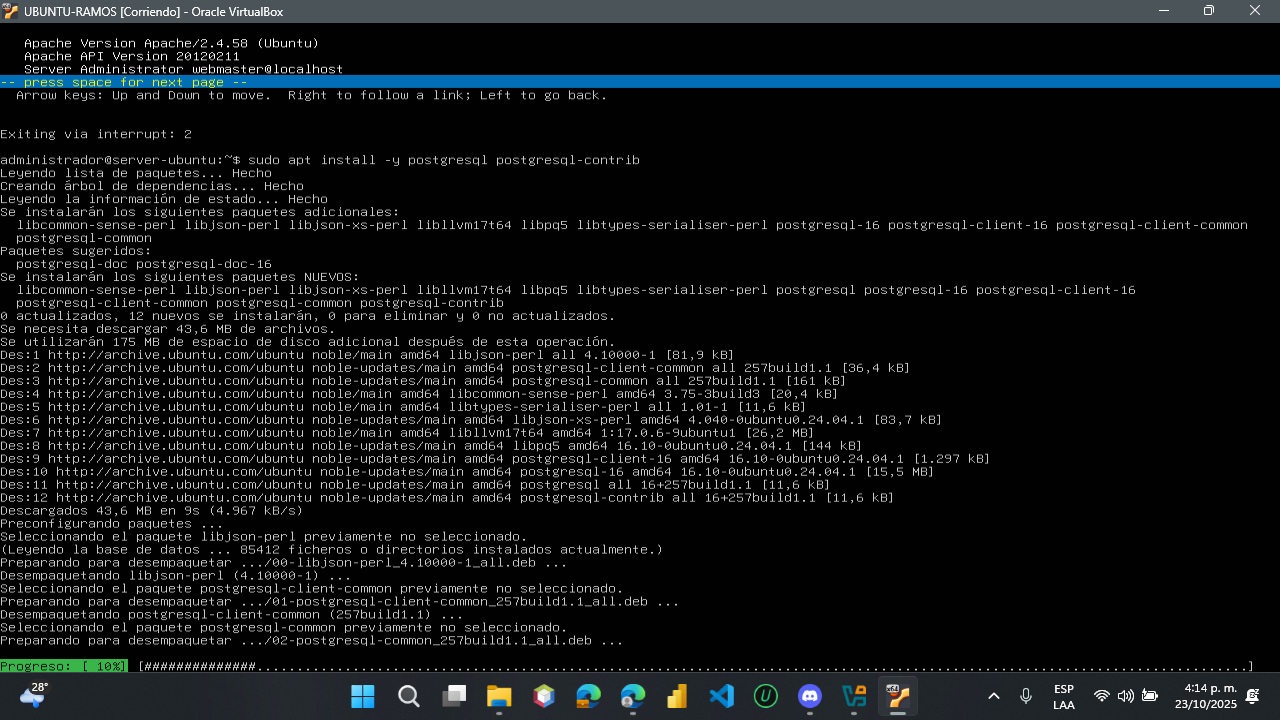 UBUNTU-RAMOS [Corriendo] - Oracle VirtualBox
Apache Version Apache/2.4.58 (Ubuntu)
Apache API Version 20120211
Server Administrator webmaster@localhost
-- press space for next page --
Arrow keys: Up and Down to move.  Right to follow a link; Left to go back.
Exiting via interrupt: 2
administrador@server-ubuntu:~$ sudo apt install -y postgresql postgresql-contrib
Leyendo lista de paquetes... Hecho
Creando árbol de dependencias... Hecho
Leyendo la información de estado... Hecho
Se instalarán los siguientes paquetes adicionales:
libcommon-sense-perl libjson-perl libjson-xs-perl libllvm17t64 libpq5 libtypes-serialiser-perl postgresql-16 postgresql-client-16 postgresql-client-common
postgresql-common
Paquetes sugeridos:
postgresql-doc postgresql-doc-16
Se instalarán los siguientes paquetes NUEVOS:
libcommon-sense-perl libjson-perl libjson-xs-perl libllvm17t64 libpq5 libtypes-serialiser-perl postgresql postgresql-16 postgresql-client-16
postgresql-client-common postgresql-common postgresql-contrib
0 actualizados, 12 nuevos se instalarán, 0 para eliminar y 0 no actualizados.
Se necesita descargar 43,6 MB de archivos.
Se utilizarán 175 MB de espacio de disco adicional después de esta operación.
Des:1 http://archive.ubuntu.com/ubuntu noble/main amd64 libjson-perl all 4.10000-1 [81,9 kB]
Des:2 http://archive.ubuntu.com/ubuntu noble-updates/main amd64 postgresql-client-common all 257build1.1 [36,4 kB]
Des:3 http://archive.ubuntu.com/ubuntu noble-updates/main amd64 postgresql-common all 257build1.1 [161 kB]
Des:4 http://archive.ubuntu.com/ubuntu noble/main amd64 libcommon-sense-perl amd64 3.75-3build3 [20,4 kB]
Des:5 http://archive.ubuntu.com/ubuntu noble/main amd64 libtypes-serialiser-perl all 1.01-1 [11,6 kB]
Des:6 http://archive.ubuntu.com/ubuntu noble-updates/main amd64 libjson-xs-perl amd64 4.040-0ubuntu0.24.04.1 [83,7 kB]
Des:7 http://archive.ubuntu.com/ubuntu noble/main amd64 libllvm17t64 amd64 1:17.0.6-9ubuntu1 [26,2 MB]
Des:8 http://archive.ubuntu.com/ubuntu noble-updates/main amd64 libpq5 amd64 16.10-0ubuntu0.24.04.1 [144 kB]
Des:9 http://archive.ubuntu.com/ubuntu noble-updates/main amd64 postgresql-client-16 amd64 16.10-0ubuntu0.24.04.1 [1.297 kB]
Des:10 http://archive.ubuntu.com/ubuntu noble-updates/main amd64 postgresql-16 amd64 16.10-0ubuntu0.24.04.1 [15,5 MB]
Des:11 http://archive.ubuntu.com/ubuntu noble-updates/main amd64 postgresql all 16+257build1.1 [11,6 kB]
Des:12 http://archive.ubuntu.com/ubuntu noble-updates/main amd64 postgresql-contrib all 16+257build1.1 [11,6 kB]
Descargados 43,6 MB en 9s (4.967 kB/s)
Preconfigurando paquetes ...
Seleccionando el paquete libjson-perl previamente no seleccionado.
(Leyendo la base de datos ... 85412 ficheros o directorios instalados actualmente.)
Preparando para desempaquetar .../00-libjson-perl_4.10000-1_all.deb ...
Desempaquetando libjson-perl (4.10000-1) ...
Seleccionando el paquete postgresql-client-common previamente no seleccionado.
Preparando para desempaquetar .../01-postgresql-client-common_257build1.1_all.deb ...
Desempaquetando postgresql-client-common (257build1.1) ...
Seleccionando el paquete postgresql-common previamente no seleccionado.
Preparando para desempaquetar .../02-postgresql-common_257build1.1_all.deb ...
Progreso: [ 10%] [##############............................................................................................................................]
28°
ESP
LAA
4:14 p. m.
23/10/2025